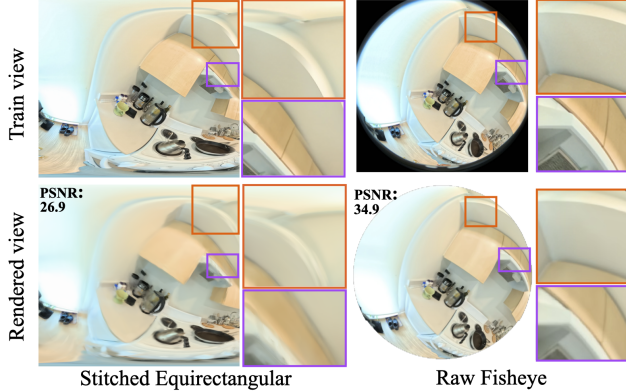 Train view
PSNR:
26.9
PSNR:
34.9
Rendered view
Stitched Equirectangular
Raw Fisheye